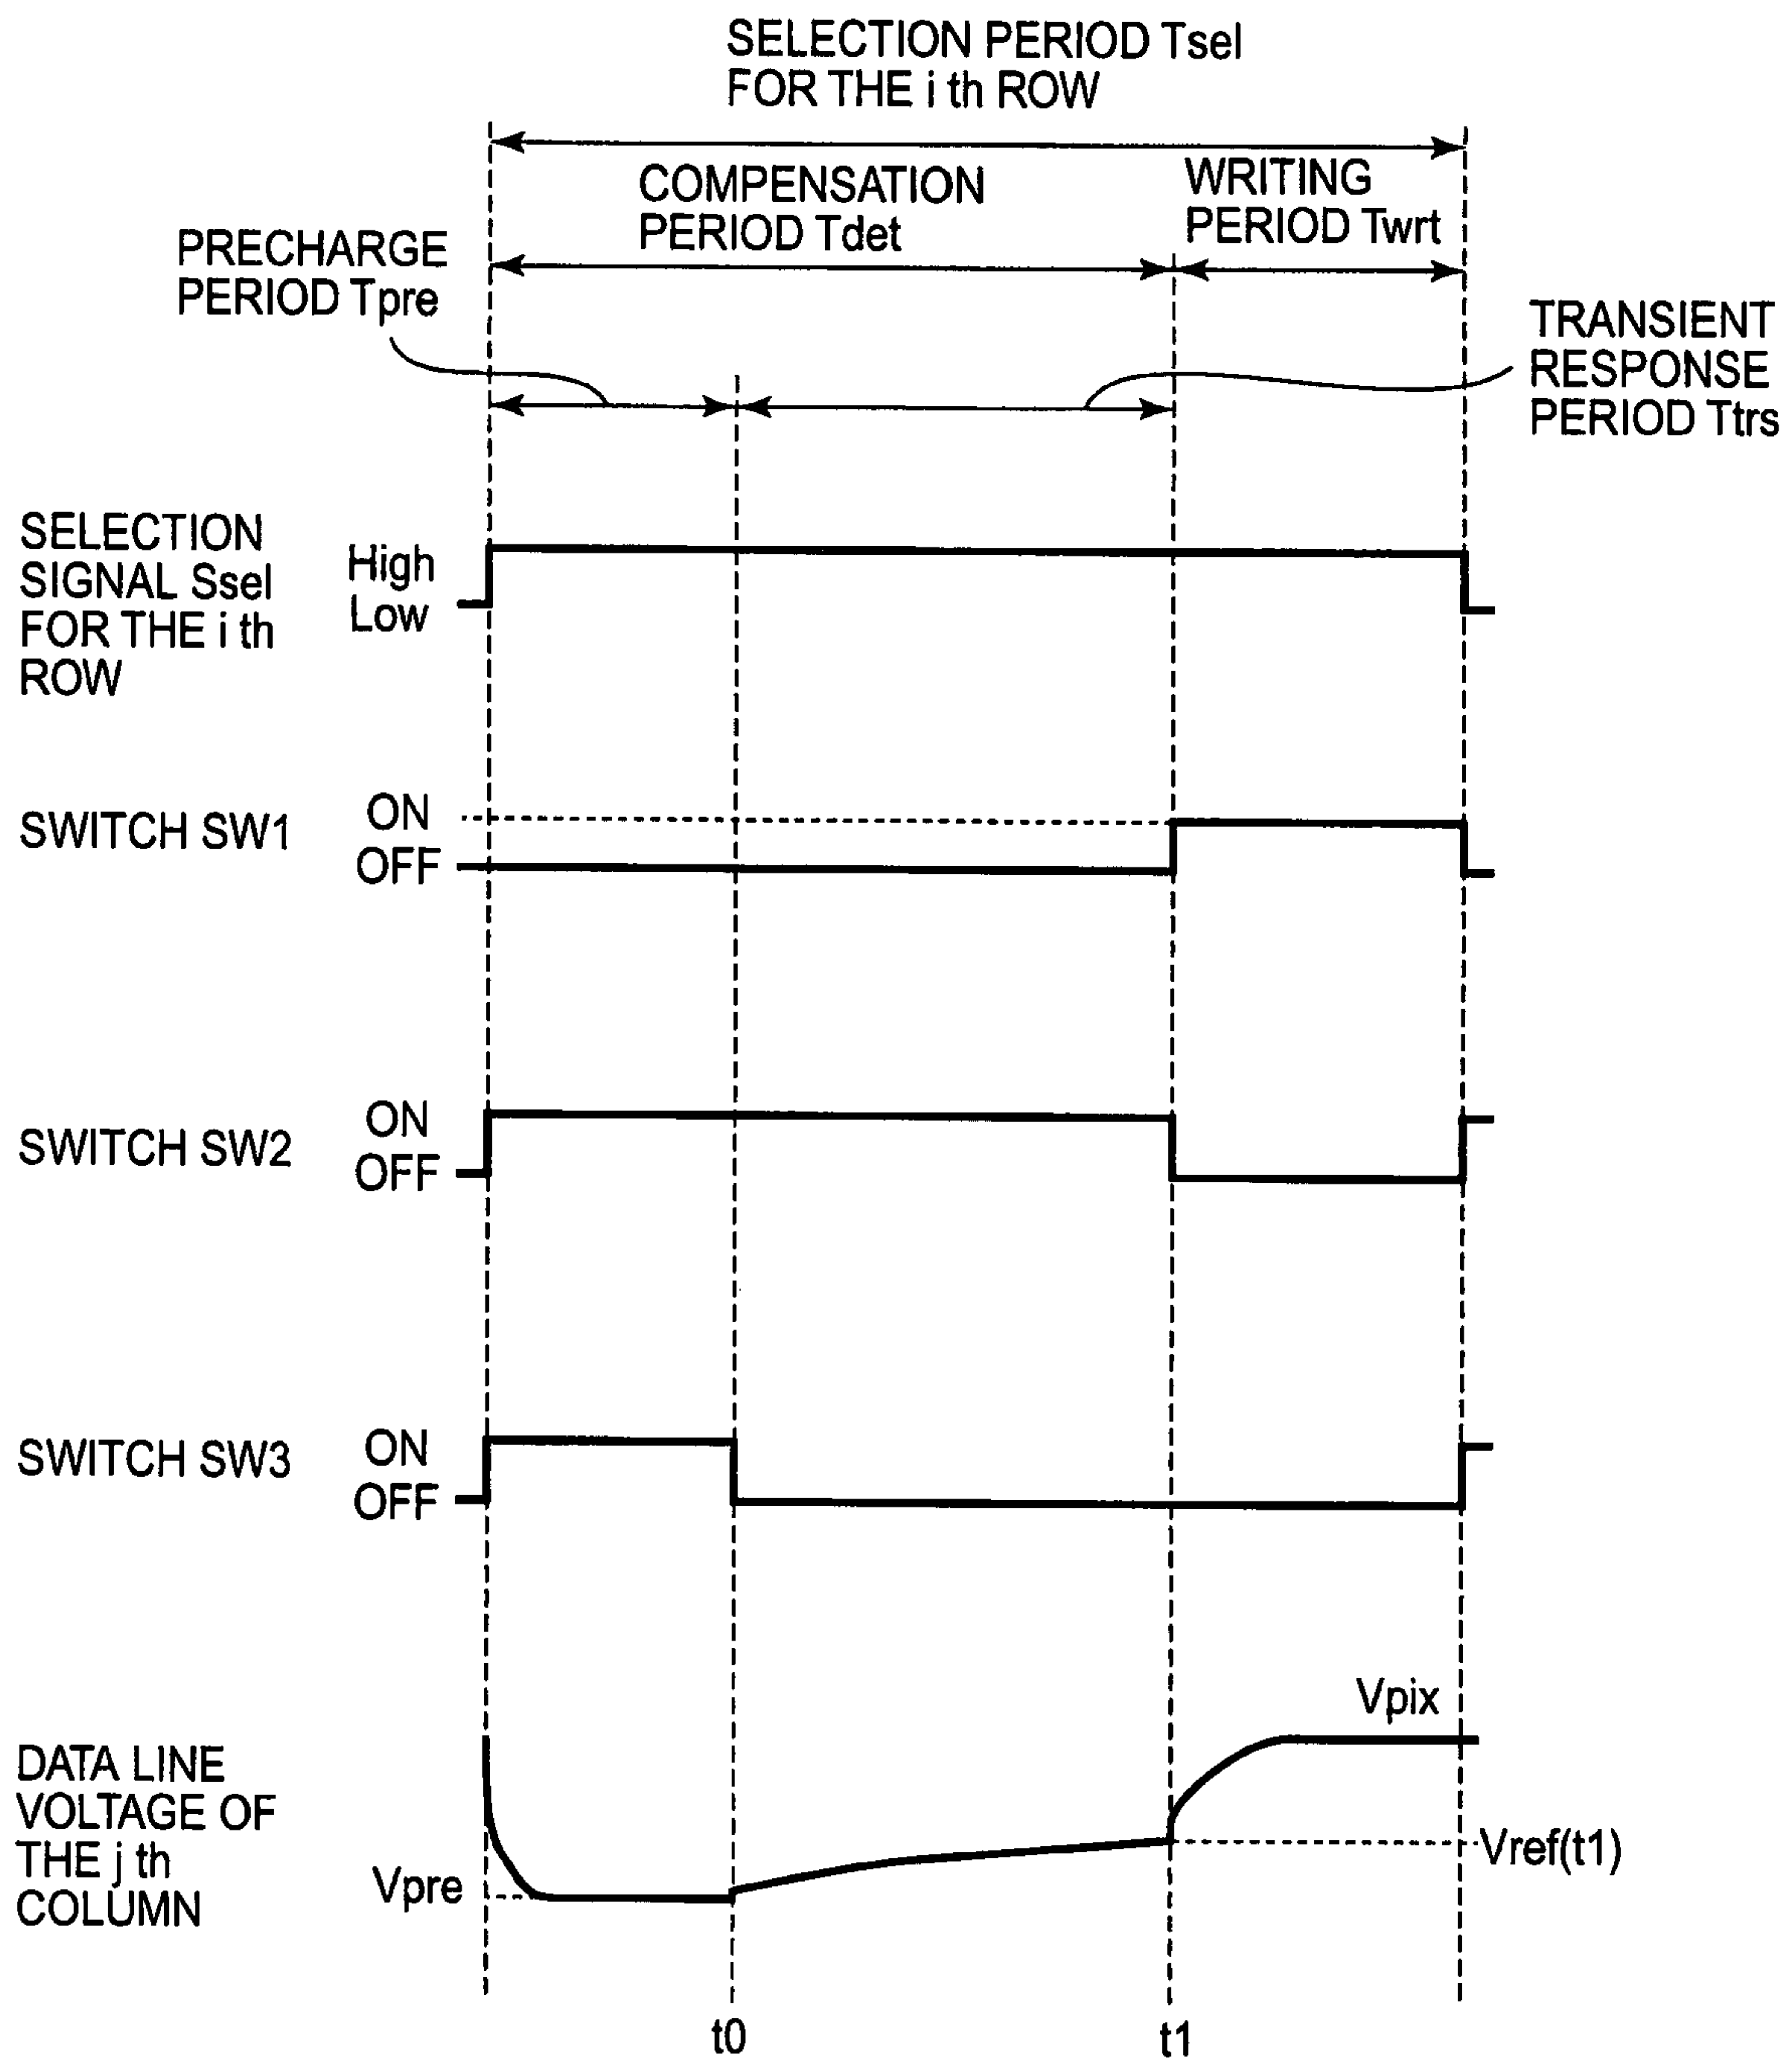 SELECTION PERIOD Tsel
FOR THE i th ROW
COMPENSATION
PERIOD Tdet
WRITING
PERIOD Twrt
PRECHARGE
PERIOD Tpre
TRANSIENT
RESPONSE
PERIOD Ttrs
SELECTION
SIGNAL Ssel
FOR THE i th
ROW
High
Low
SWITCH SW1
ON
OFF
SWITCH SW2
ON
OFF
SWITCH SW3
ON
OFF
DATA LINE
VOLTAGE OF
THE j th
COLUMN
Vpre
Vpix
Vref(t1)
t0
t1